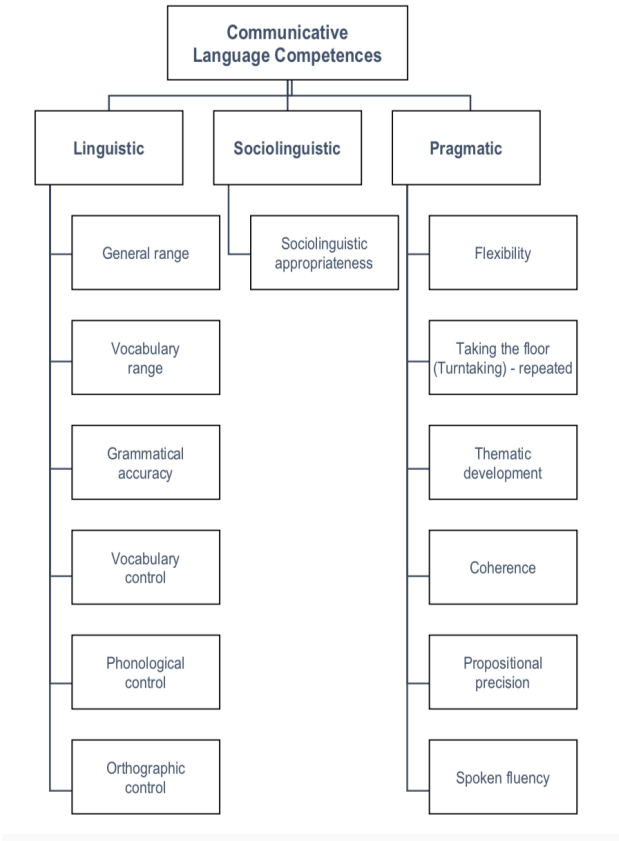 Communicative
Language Competences
Linguistic
Sociolinguistic
Pragmatic
General range
Vocabulary
range
Grammatical
accuracy
Vocabulary
control
Phonological
control
Orthographic
control
Sociolinguistic
appropriateness
Flexibility
Taking the floor
(Turntaking) - repeated
Thematic
development
Coherence
Propositional
precision
Spoken fluency